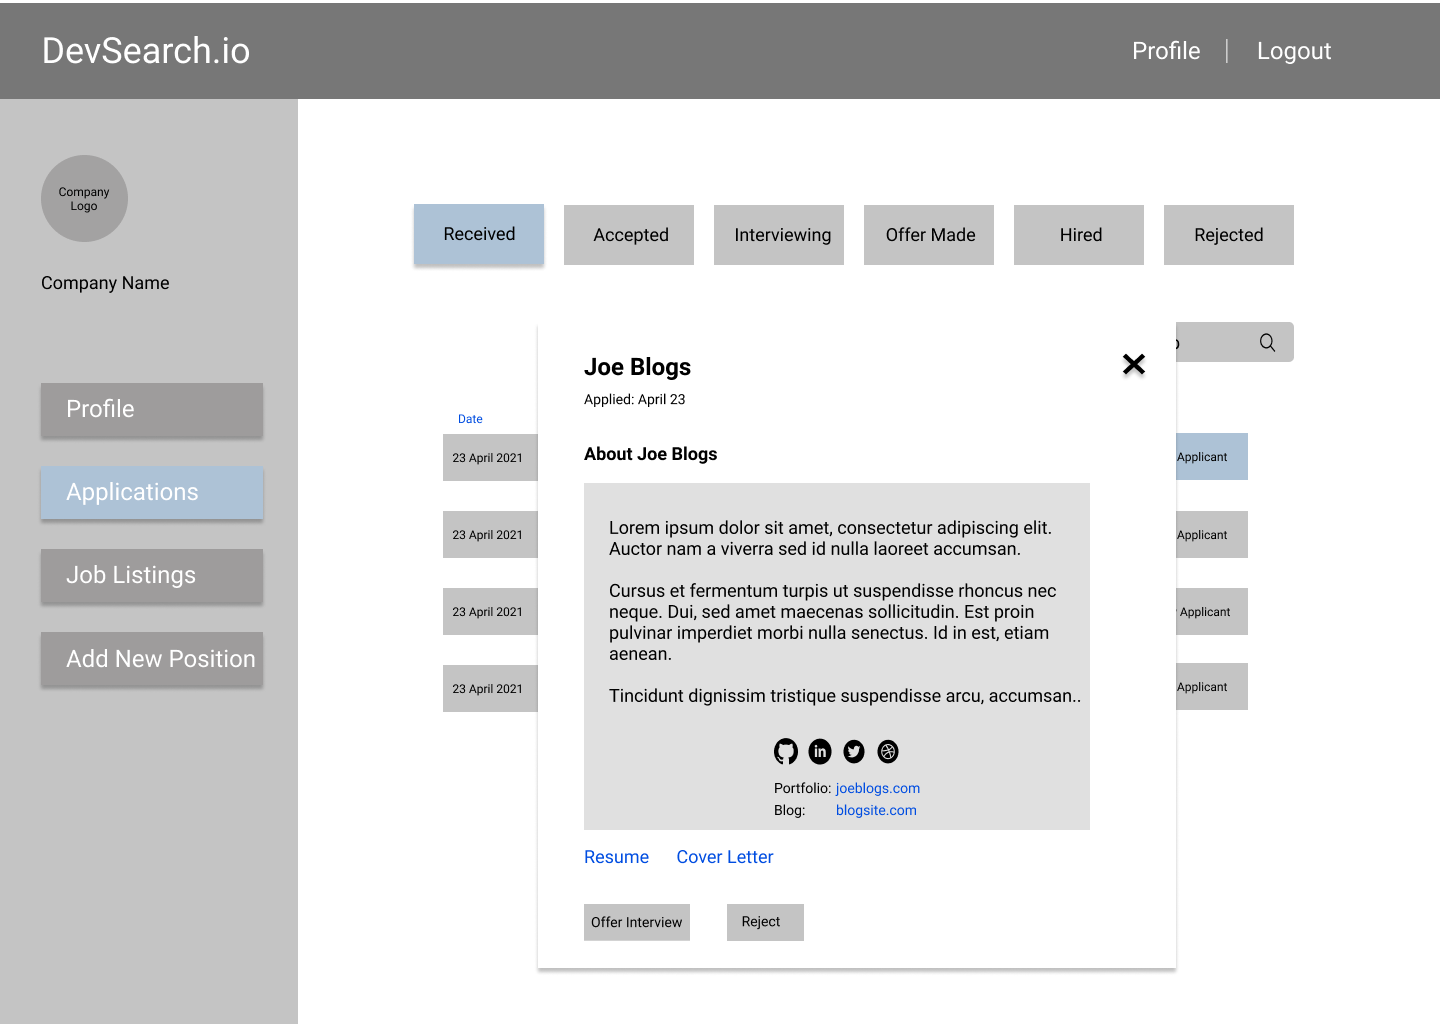 DevSearch.io
Profile | Logout
Company
Logo
Company Name
Profile
Applications
Job Listings
Add New Position
Received
Accepted
Interviewing
Offer Made
Hired
Rejected
Date
23 April 2021
23 April 2021
23 April 2021
23 April 2021
Joe Blogs
Applied: April 23
About Joe Blogs
Lorem ipsum dolor sit amet, consectetur adipiscing elit.
Auctor nam a viverra sed id nulla laoreet accumsan.
Cursus et fermentum turpis ut suspendisse rhoncus nec
neque. Dui, sed amet maecenas sollicitudin. Est proin
pulvinar imperdiet morbi nulla senectus. Id in est, etiam
aenean.
Tincidunt dignissim tristique suspendisse arcu, accumsan..
in
Portfolio: joeblogs.com
Blog: blogsite.com
Resume
Cover Letter
Offer Interview
Reject
Applicant
Applicant
Applicant
Applicant